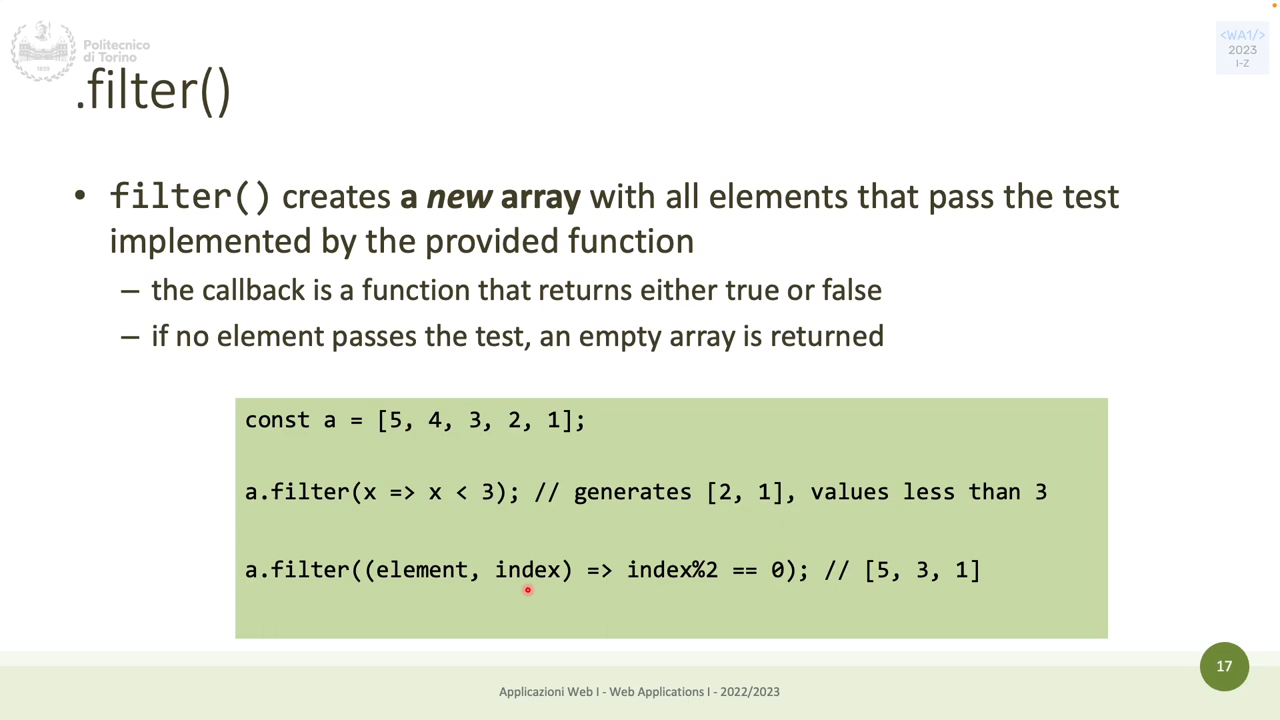 Politecnico
di Torino
1859
<WA1/>
2023
I-Z
.filter()
• filter() creates a new array with all elements that pass the test
implemented by the provided function
– the callback is a function that returns either true or false
– if no element passes the test, an empty array is returned
const a = [5, 4, 3, 2, 1];
a.filter(x => x < 3); // generates [2, 1], values less than 3
a.filter((element, index) => index%2 == 0); // [5, 3, 1]
17
Applicazioni Web I - Web Applications I - 2022/2023